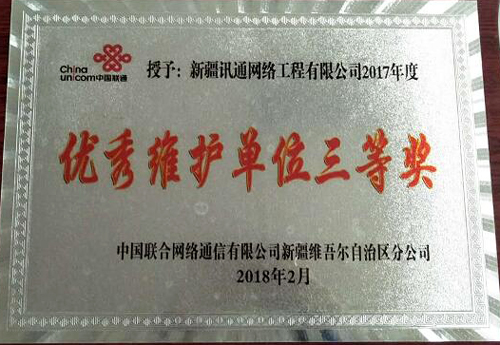 China
unicom中国联通
授予：新疆讯通网络工程有限公司2017年度
优秀维护单位三等奖
中国联合网络通信有限公司新疆维吾尔自治区分公司
2018年2月